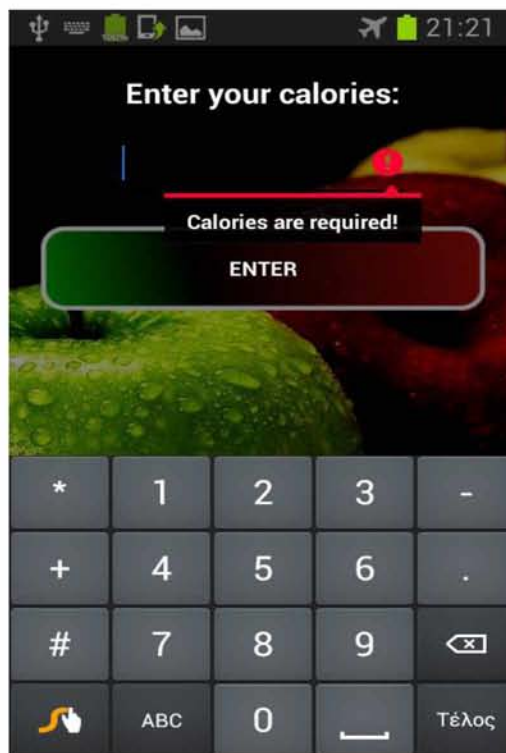 21:21
Enter your calories:
Calories are required!
ENTER
* 1 2 3 -
+ 4 5 6 .
# 7 8 9
ABC 0 Τέλος